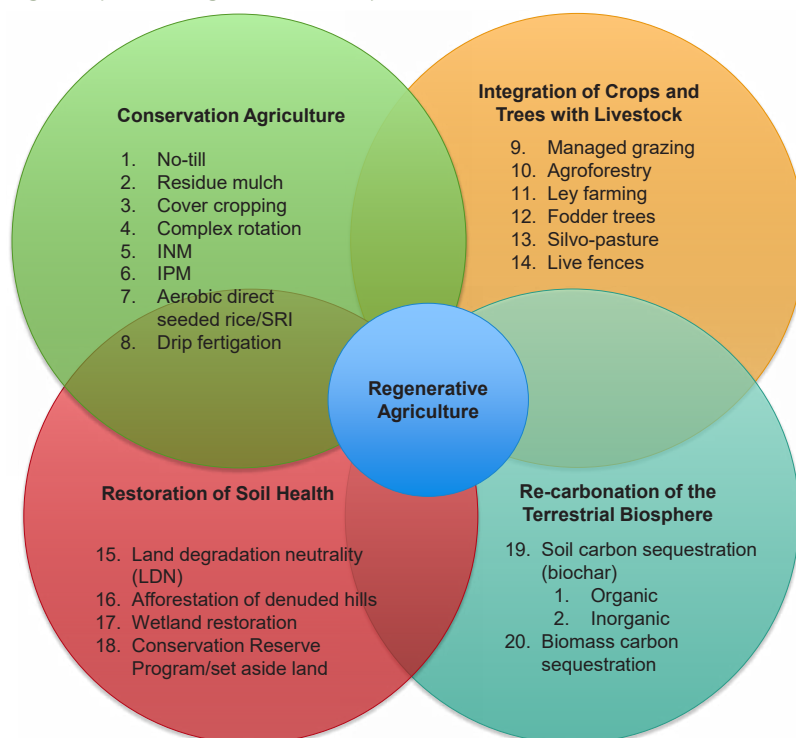 Conservation Agriculture
1. No-till
2. Residue mulch
3. Cover cropping
4. Complex rotation
5. INM
6. IPM
7. Aerobic direct
seeded rice/SRI
8. Drip fertigation
Integration of Crops and
Trees with Livestock
9. Managed grazing
10. Agroforestry
11. Ley farming
12. Fodder trees
13. Silvo-pasture
14. Live fences
Regenerative
Agriculture
Restoration of Soil Health
15. Land degradation neutrality
(LDN)
16. Afforestation of denuded hills
17. Wetland restoration
18. Conservation Reserve
Program/set aside land
Re-carbonation of the
Terrestrial Biosphere
19. Soil carbon sequestration
(biochar)
1. Organic
2. Inorganic
20. Biomass carbon
sequestration